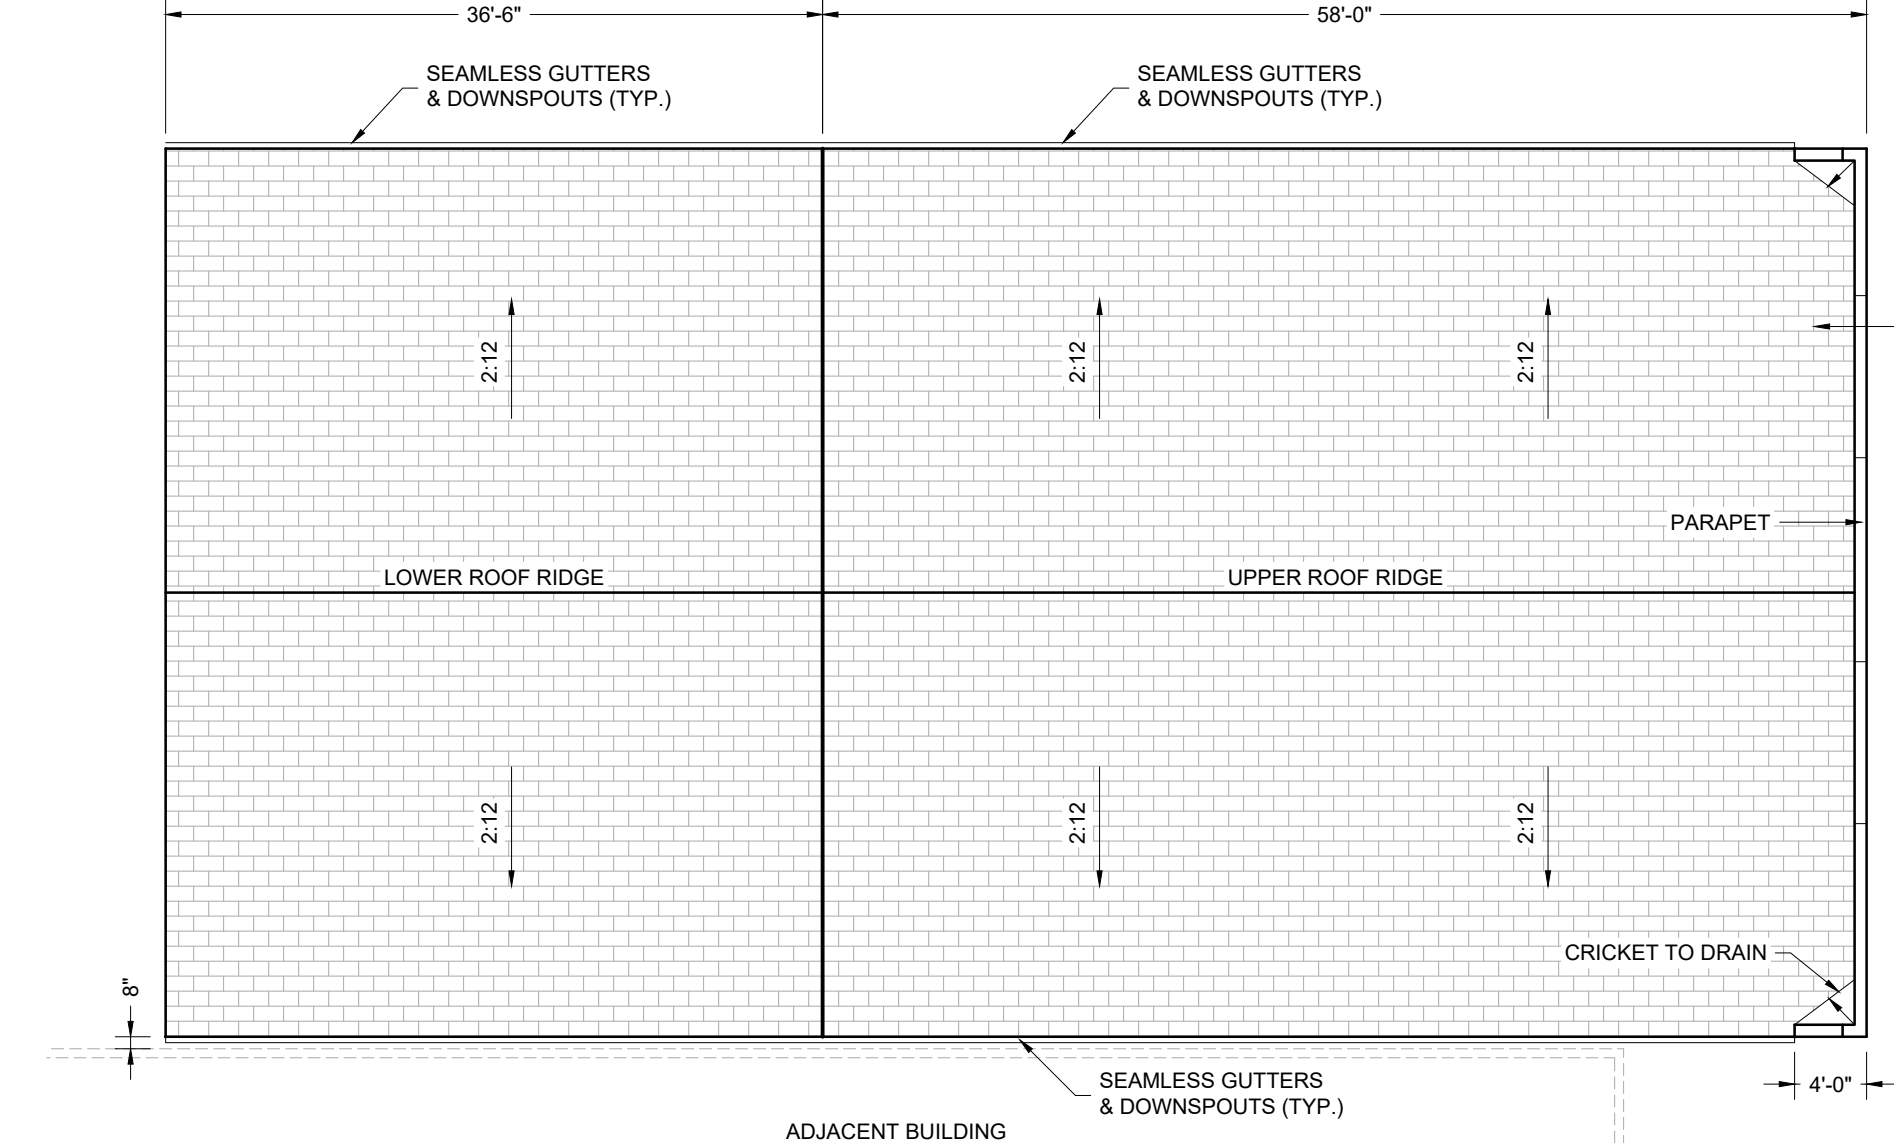 36'-6"
58'-0"
SEAMLESS GUTTERS
& DOWNSPOUTS (TYP.)
SEAMLESS GUTTERS
& DOWNSPOUTS (TYP.)
2:12
2:12
2:12
PARAPET
LOWER ROOF RIDGE
UPPER ROOF RIDGE
2:12
2:12
2:12
CRICKET TO DRAIN
8"
SEAMLESS GUTTERS
& DOWNSPOUTS (TYP.)
4'-0"
ADJACENT BUILDING